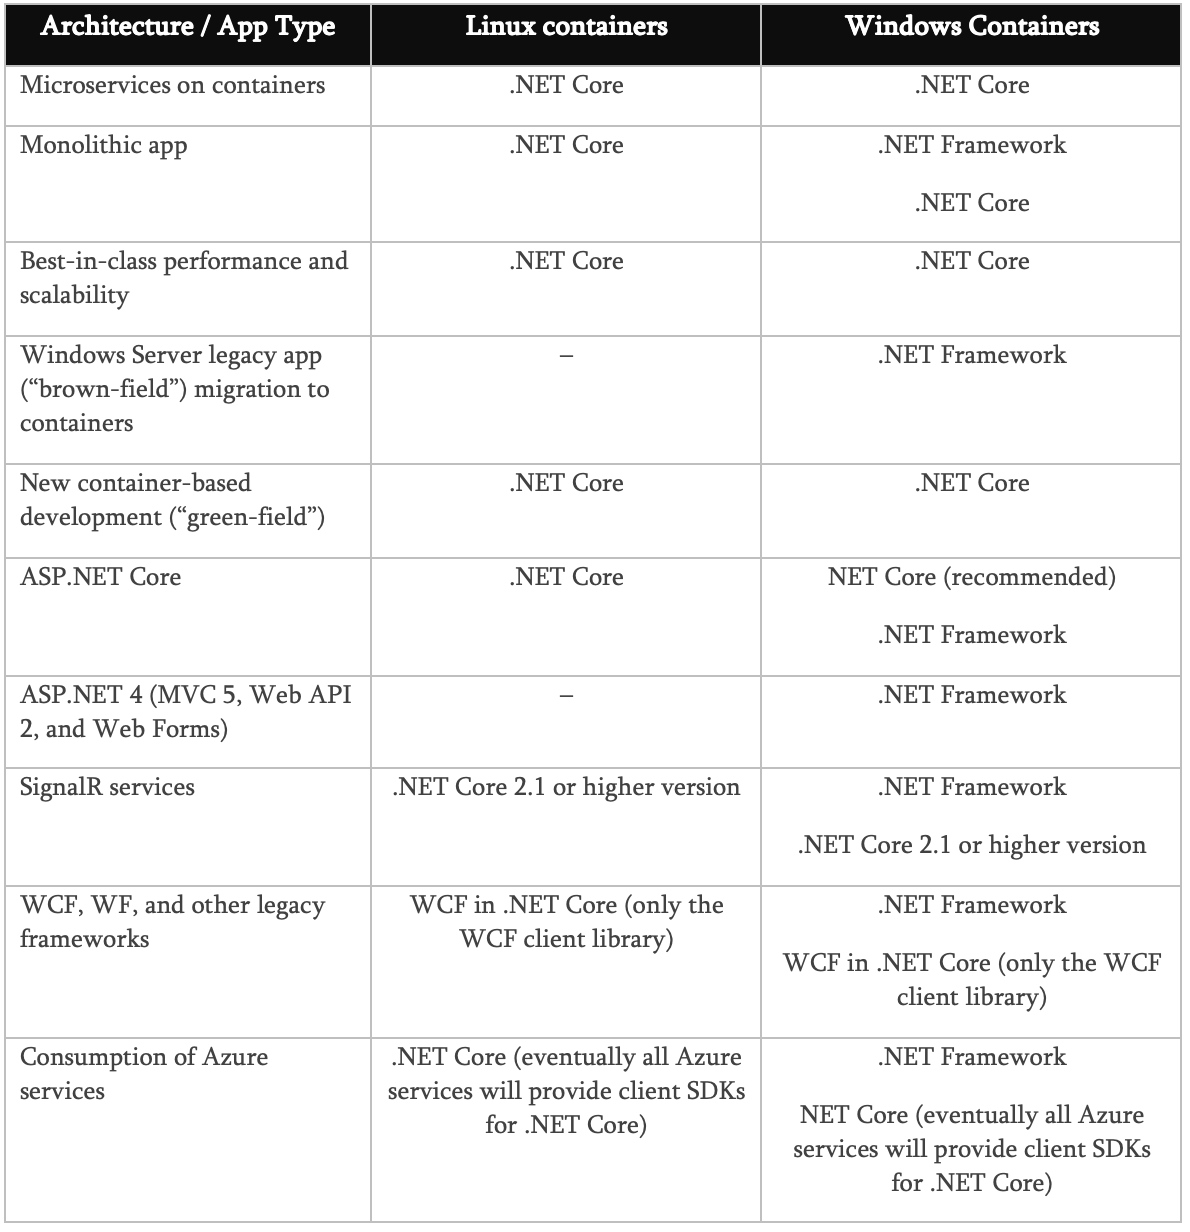 Architecture / App Type
Linux containers
Windows Containers
Microservices on containers
.NET Core
.NET Core
Monolithic app
.NET Core
.NET Framework
.NET Core
Best-in-class performance and
scalability
.NET Core
.NET Core
Windows Server legacy app
(“brown-field”) migration to
containers
–
.NET Framework
New container-based
development (“green-field”)
.NET Core
.NET Core
ASP.NET Core
.NET Core
NET Core (recommended)
.NET Framework
ASP.NET 4 (MVC 5, Web API
2, and Web Forms)
–
.NET Framework
SignalR services
.NET Core 2.1 or higher version
.NET Framework
.NET Core 2.1 or higher version
WCF, WF, and other legacy
frameworks
WCF in .NET Core (only the
WCF client library)
.NET Framework
WCF in .NET Core (only the WCF
client library)
Consumption of Azure
services
.NET Core (eventually all Azure
services will provide client SDKs
for .NET Core)
.NET Framework
NET Core (eventually all Azure
services will provide client SDKs
for .NET Core)